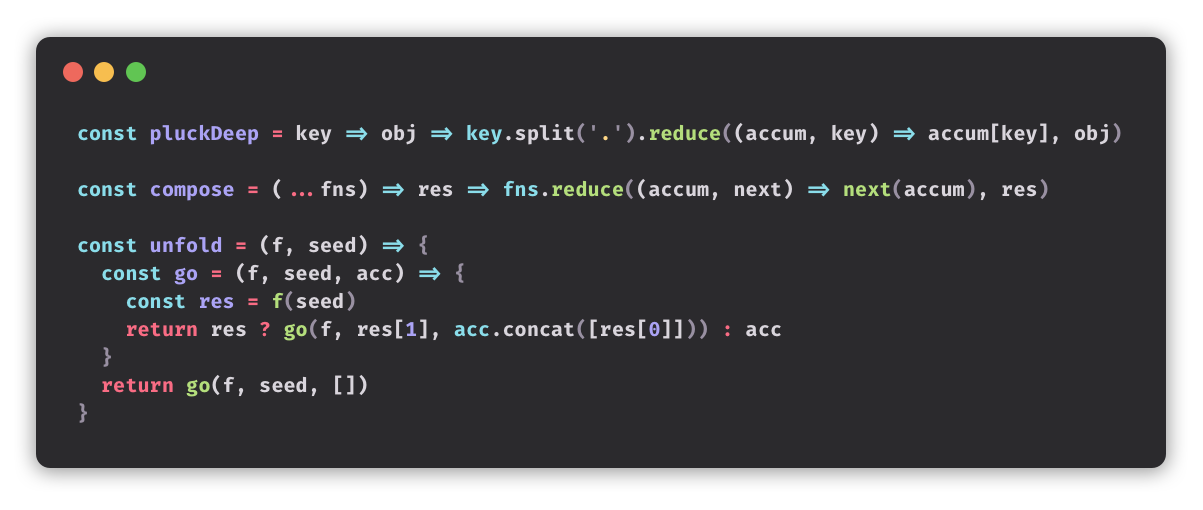 const pluckDeep = key => obj => key.split('.').reduce((accum, key) => accum[key], obj)
const compose = (...fns) => res => fns.reduce((accum, next) => next(accum), res)
const unfold = (f, seed) => {
  const go = (f, seed, acc) => {
    const res = f(seed)
    return res ? go(f, res[1], acc.concat([res[0]])) : acc
  }
  return go(f, seed, [])
}